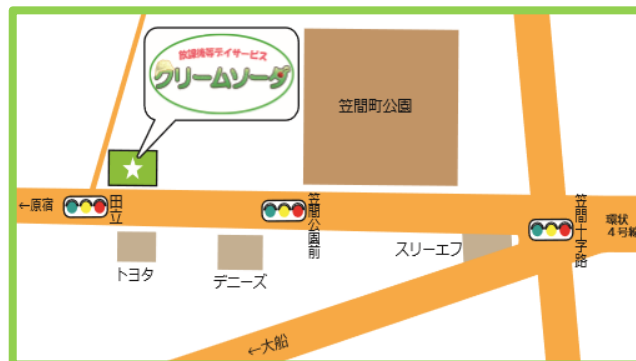 放課後等デイサービス
クリームソーダ
笠間町公園
←原宿
田立
笠間公園前
笠間十字路
環状
4号線
トヨタ
デニーズ
スリーエフ
←大船